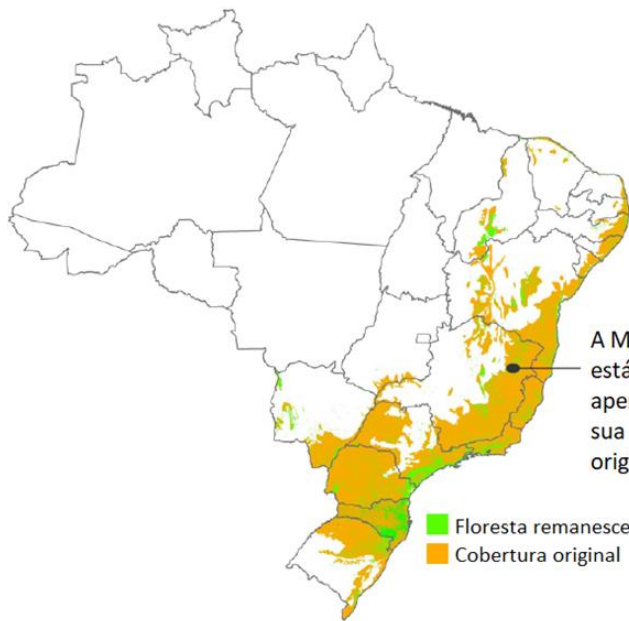 A M
está
ape
sua
orig
Floresta remanesce
Cobertura original